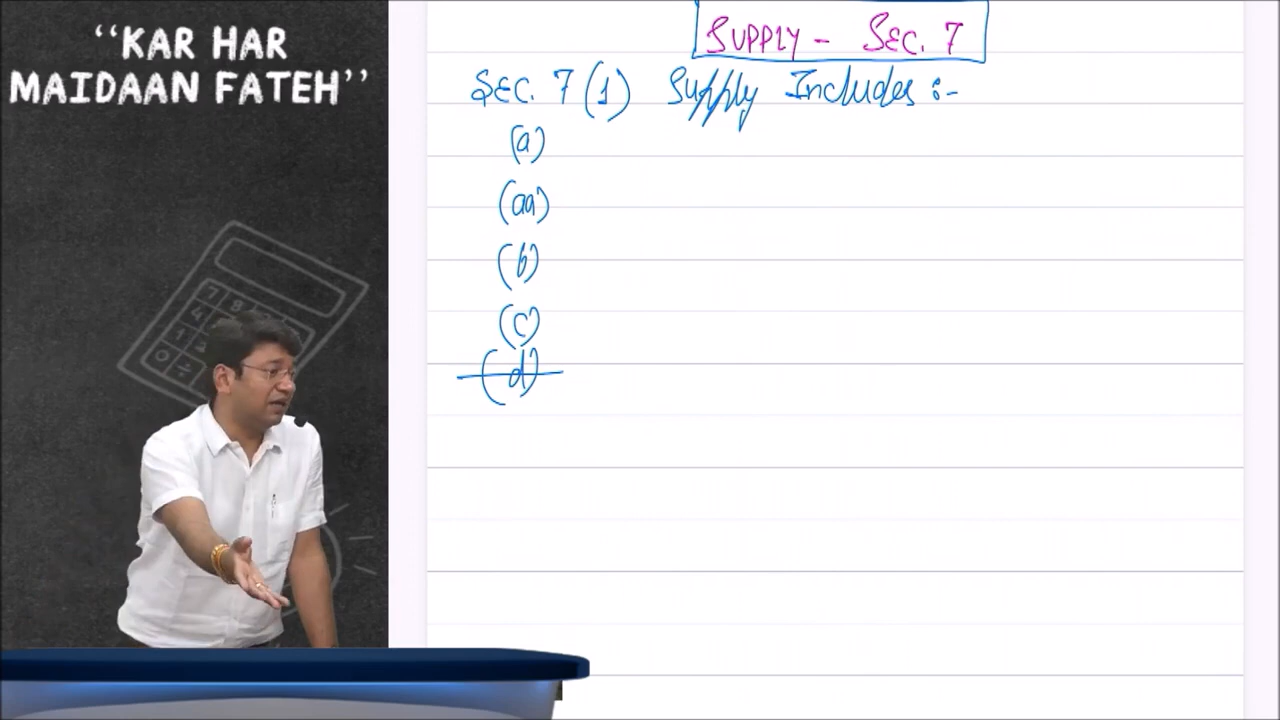 “KAR HAR
MAIDAAN FATEH”
SUPPLY - SEC. 7
SEC. 7 (1) Supply Includes :-
(a)
(aa)
(b)
(c)
(d)